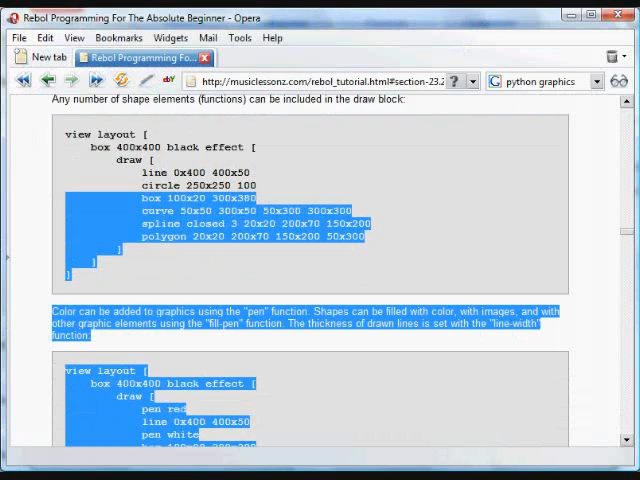 Rebol Programming For The Absolute Beginner - Opera
File Edit View Bookmarks Widgets Mail Tools Help
New tab Rebol Programming Fo...
http://musiclessonz.com/rebol_tutorial.html#section-23.2 ? python graphics
Any number of shape elements (functions) can be included in the draw block:
view layout [
box 400x400 black effect [
draw [
line 0x400 400x50
circle 250x250 100
box 100x20 300x380
curve 50x50 300x50 50x300 300x300
spline closed 3 20x20 200x70 150x200
polygon 20x20 200x70 150x200 50x300
]
]
]
Color can be added to graphics using the "pen" function. Shapes can be filled with color, with images, and with
other graphic elements using the "fill-pen" function. The thickness of drawn lines is set with the "line-width"
function:
view layout [
box 400x400 black effect [
draw [
pen red
line 0x400 400x50
pen white